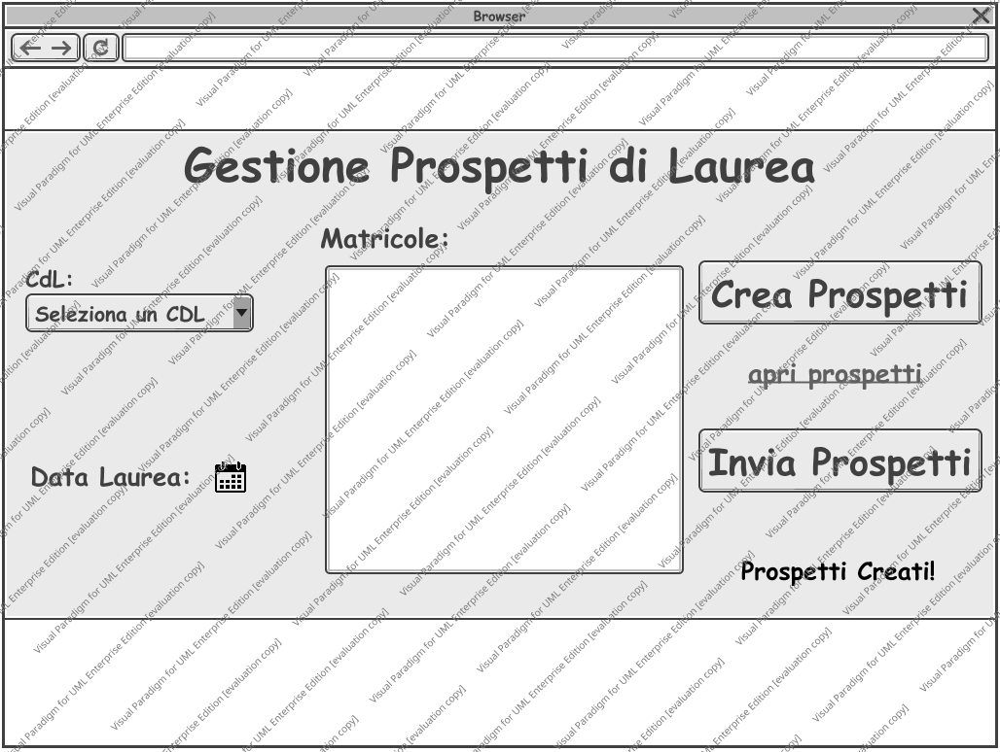 Browser
Gestione Prospetti di Laurea
Matricole:
CdL:
Seleziona un CDL
Crea Prospetti
apri prospetti
Invia Prospetti
Data Laurea:
Prospetti Creati!
Visual Paradigm for UML Enterprise Edition [evaluation copy]